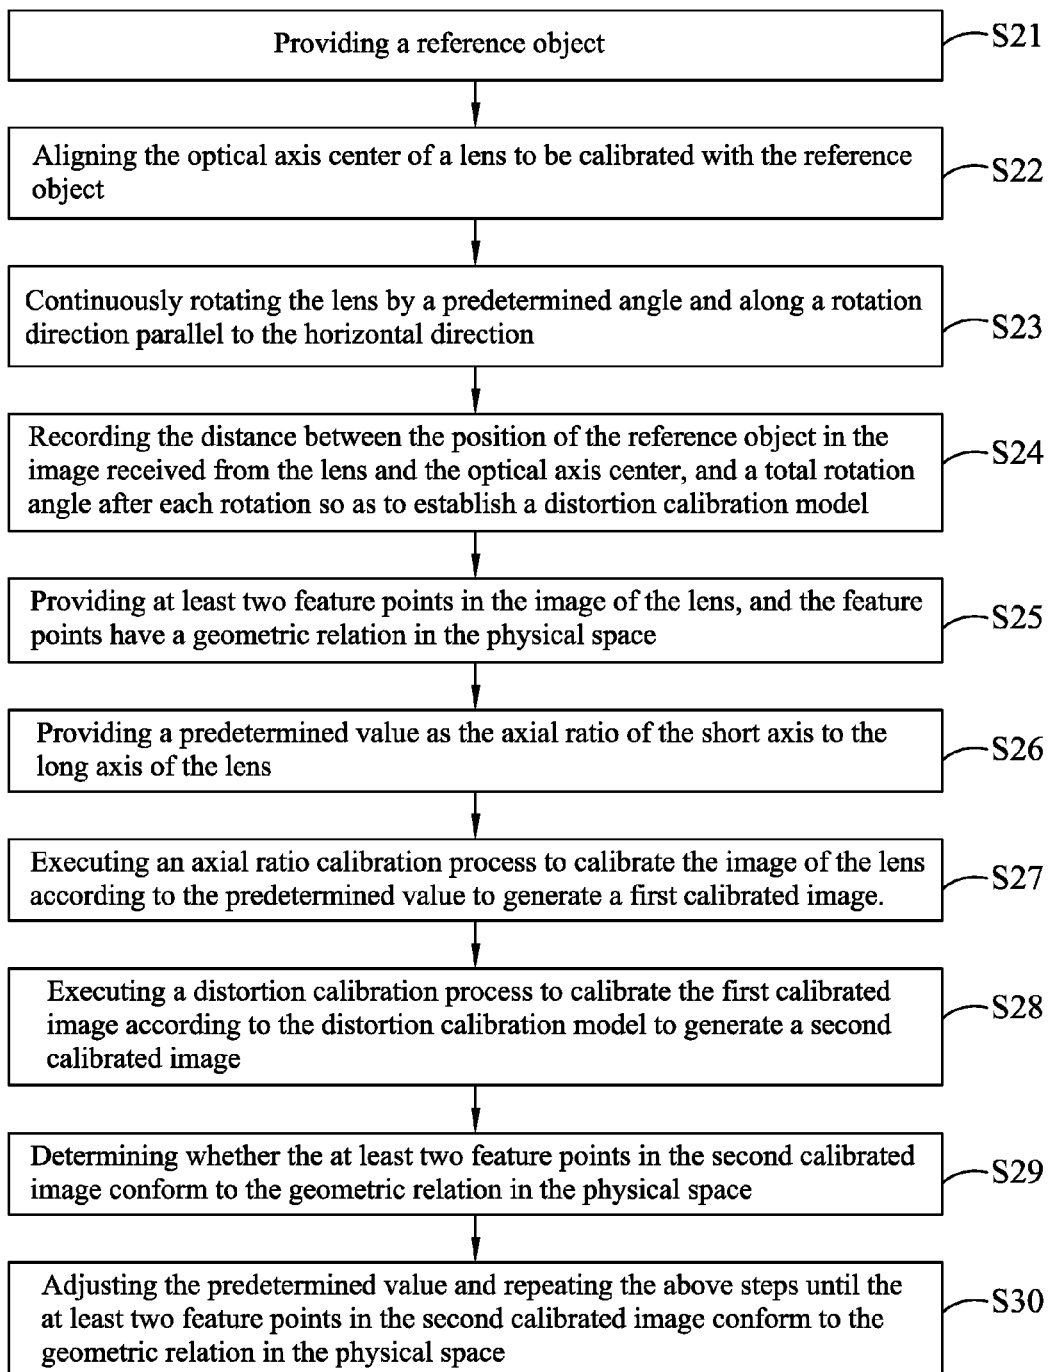 Providing a reference object
S21
Aligning the optical axis center of a lens to be calibrated with the reference
object
S22
Continuously rotating the lens by a predetermined angle and along a rotation
direction parallel to the horizontal direction
S23
Recording the distance between the position of the reference object in the
image received from the lens and the optical axis center, and a total rotation
angle after each rotation so as to establish a distortion calibration model
S24
Providing at least two feature points in the image of the lens, and the feature
points have a geometric relation in the physical space
S25
Providing a predetermined value as the axial ratio of the short axis to the
long axis of the lens
S26
Executing an axial ratio calibration process to calibrate the image of the lens
according to the predetermined value to generate a first calibrated image.
S27
Executing a distortion calibration process to calibrate the first calibrated
image according to the distortion calibration model to generate a second
calibrated image
S28
Determining whether the at least two feature points in the second calibrated
image conform to the geometric relation in the physical space
S29
Adjusting the predetermined value and repeating the above steps until the
at least two feature points in the second calibrated image conform to the
geometric relation in the physical space
S30